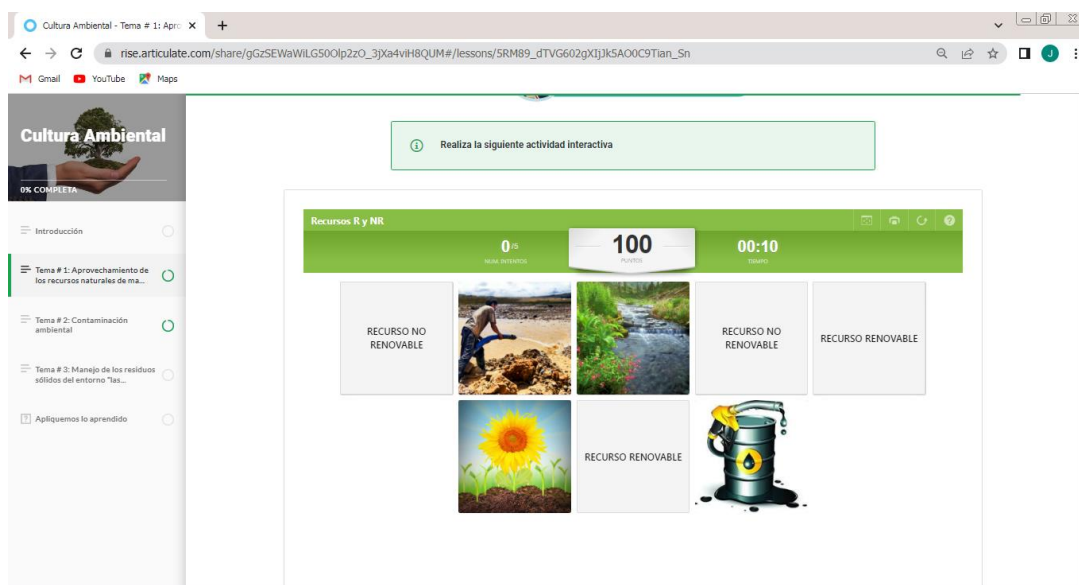 Cultura Ambiental - Tema # 1: Apro
rise.articulate.com/share/gGzSEWaWiLG50Olp2zO_3jXa4viH8QUM#/lessons/5RM89_dTVG602gXIjJk5AO0C9Tian_Sn
J
Gmail
YouTube
Maps
Cultura Ambiental
0% COMPLETA
Introducción
Tema # 1: Aprovechamiento de
los recursos naturales de ma...
Tema # 2: Contaminación
ambiental
Tema # 3: Manejo de los residuos
sólidos del entorno "las...
Apliquemos lo aprendido
Realiza la siguiente actividad interactiva
Recursos R y NR
0/5
NUM. INTENTOS
100
PUNTOS
00:10
TIEMPO
RECURSO NO
RENOVABLE
RECURSO NO
RENOVABLE
RECURSO RENOVABLE
RECURSO RENOVABLE